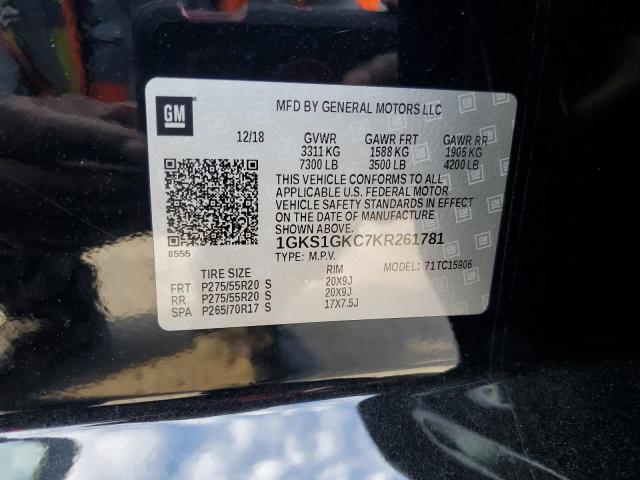 GM
MFD BY GENERAL MOTORS LLC
12/18 GVWR GAWR FRT GAWR RR
3311 KG 1588 KG 1905 KG
7300 LB 3500 LB 4200 LB
THIS VEHICLE CONFORMS TO ALL
APPLICABLE U.S. FEDERAL MOTOR
VEHICLE SAFETY STANDARDS IN EFFECT
ON THE DATE OF MANUFACTURE
SHOWN ABOVE.
8555
1GKS1GKC7KR261781
TYPE: M.P.V. MODEL: 71TC15906
TIRE SIZE RIM
FRT P275/55R20 S 20X9J
RR P275/55R20 S 20X9J
SPA P265/70R17 S 17X7.5J